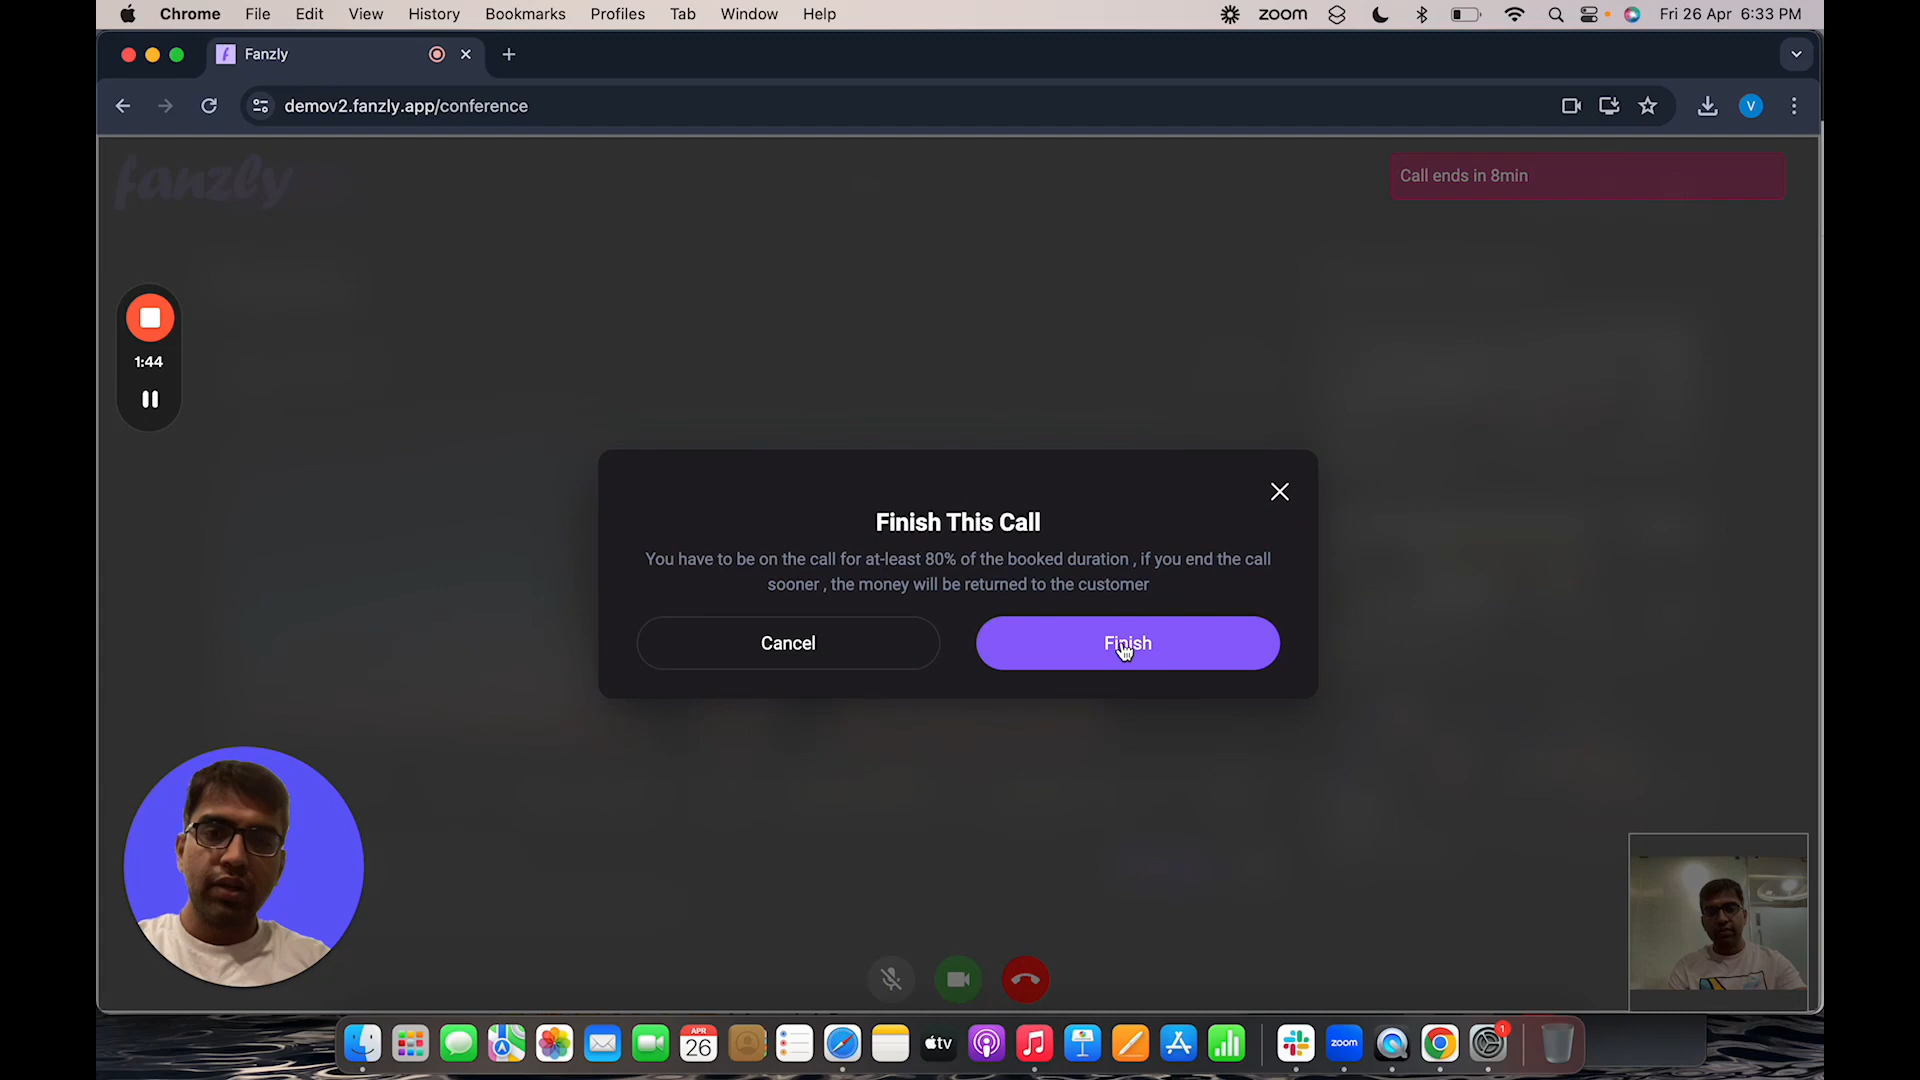 Chrome File Edit View History Bookmarks Profiles Tab Window Help zoom Fri 26 Apr 6:33 PM
Fanzly
demov2.fanzly.app/conference V
fanzly
Call ends in 8min
1:44
Finish This Call
You have to be on the call for at-least 80% of the booked duration , if you end the call
sooner , the money will be returned to the customer
Cancel Finish
APR
26
tv
zoom
1